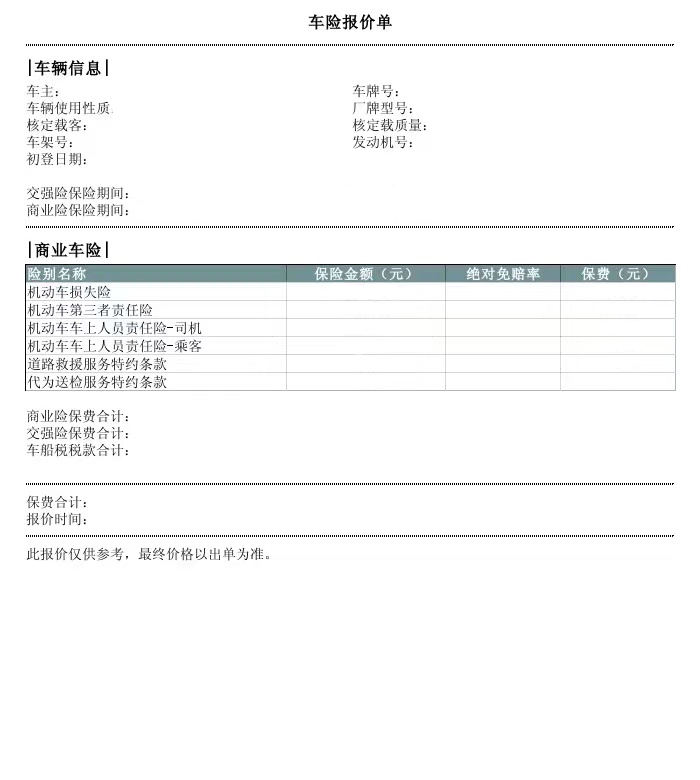 车险报价单
|车辆信息|
车主： 车牌号：
车辆使用性质 厂牌型号：
核定载客： 核定载质量：
车架号： 发动机号：
初登日期：
交强险保险期间：
商业险保险期间：
|商业车险|
险别名称 保险金额（元） 绝对免赔率 保费（元）
机动车损失险
机动车第三者责任险
机动车车上人员责任险-司机
机动车车上人员责任险-乘客
道路救援服务特约条款
代为送检服务特约条款
商业险保费合计：
交强险保费合计：
车船税税款合计：
保费合计：
报价时间：
此报价仅供参考，最终价格以出单为准。